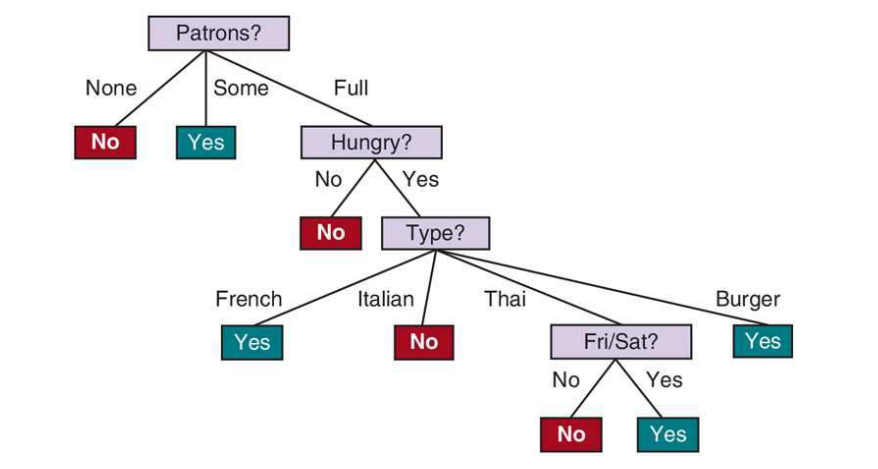 Patrons?
None Some Full
No Yes Hungry?
No Yes
No Type?
French Italian Thai Burger
Yes No Fri/Sat? Yes
No Yes
No Yes